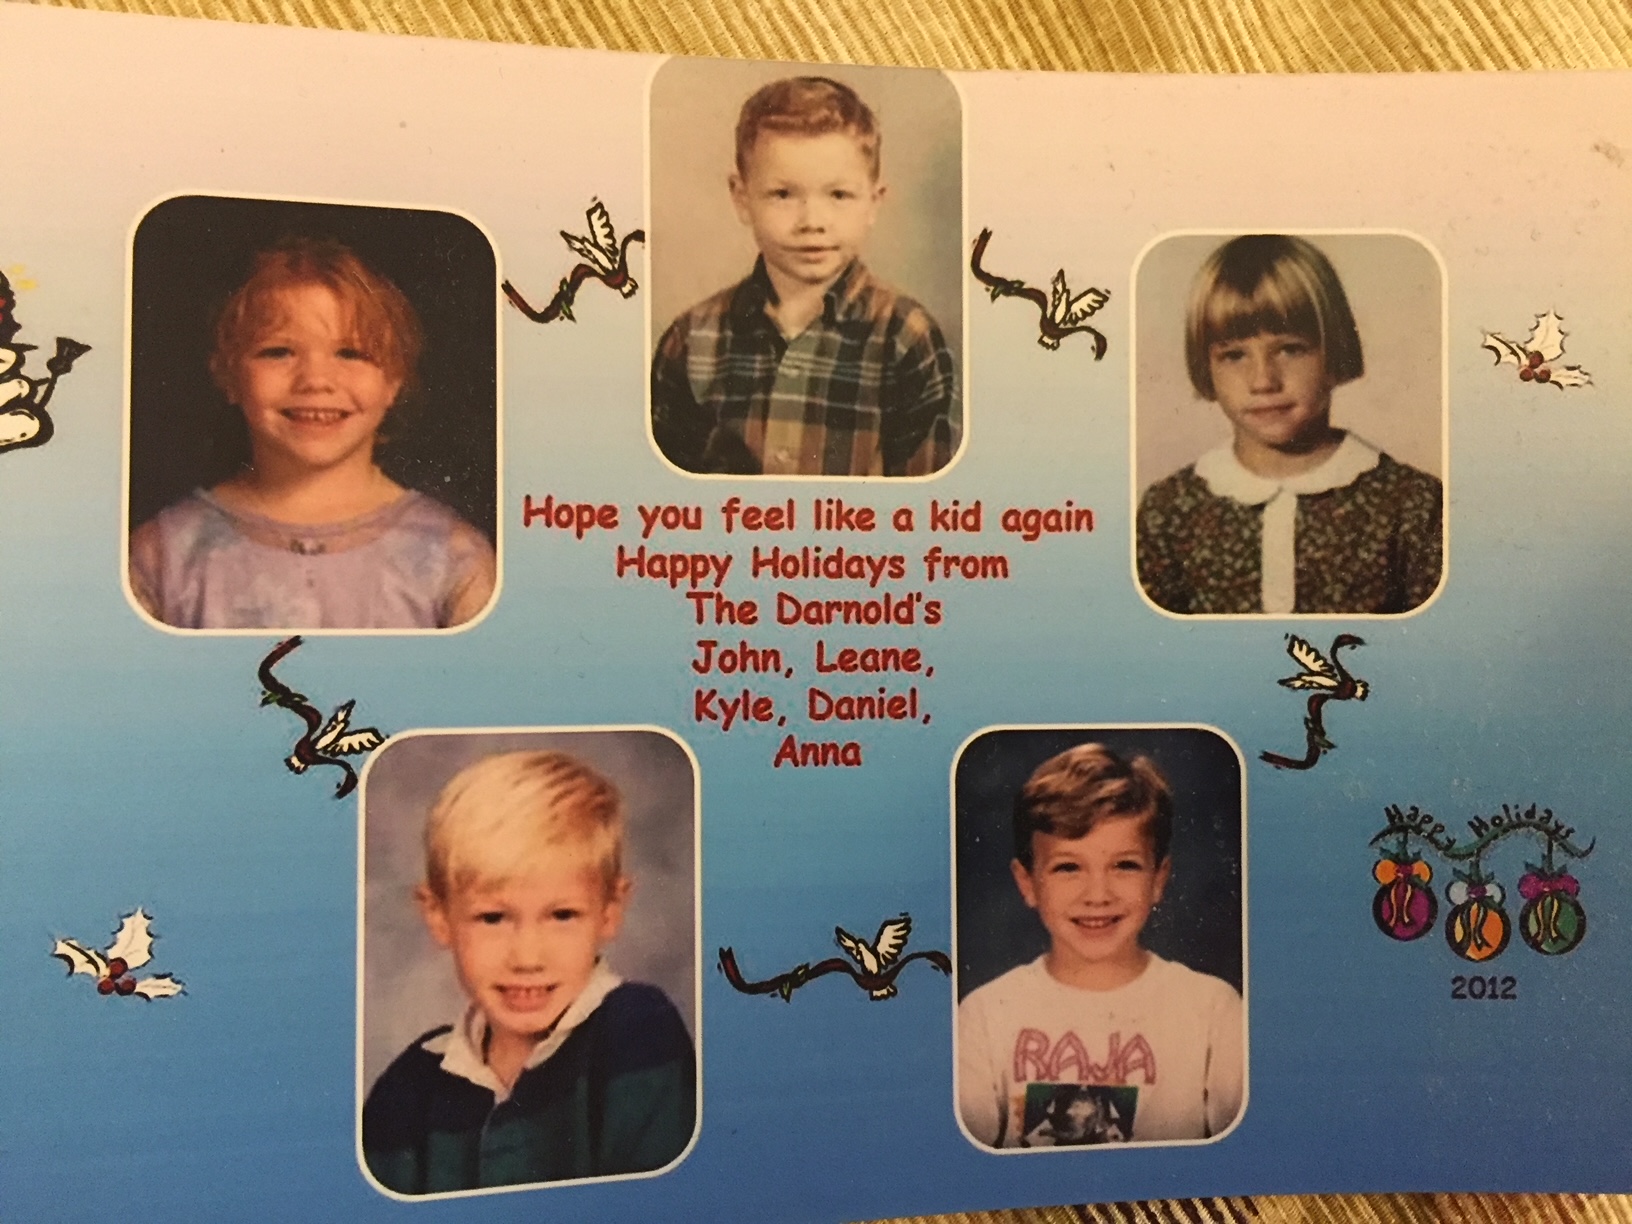 Hope you feel like a kid again
Happy Holidays from
The Darnold's
John, Leane,
Kyle, Daniel,
Anna
RAJA
Happy Holidays
2012